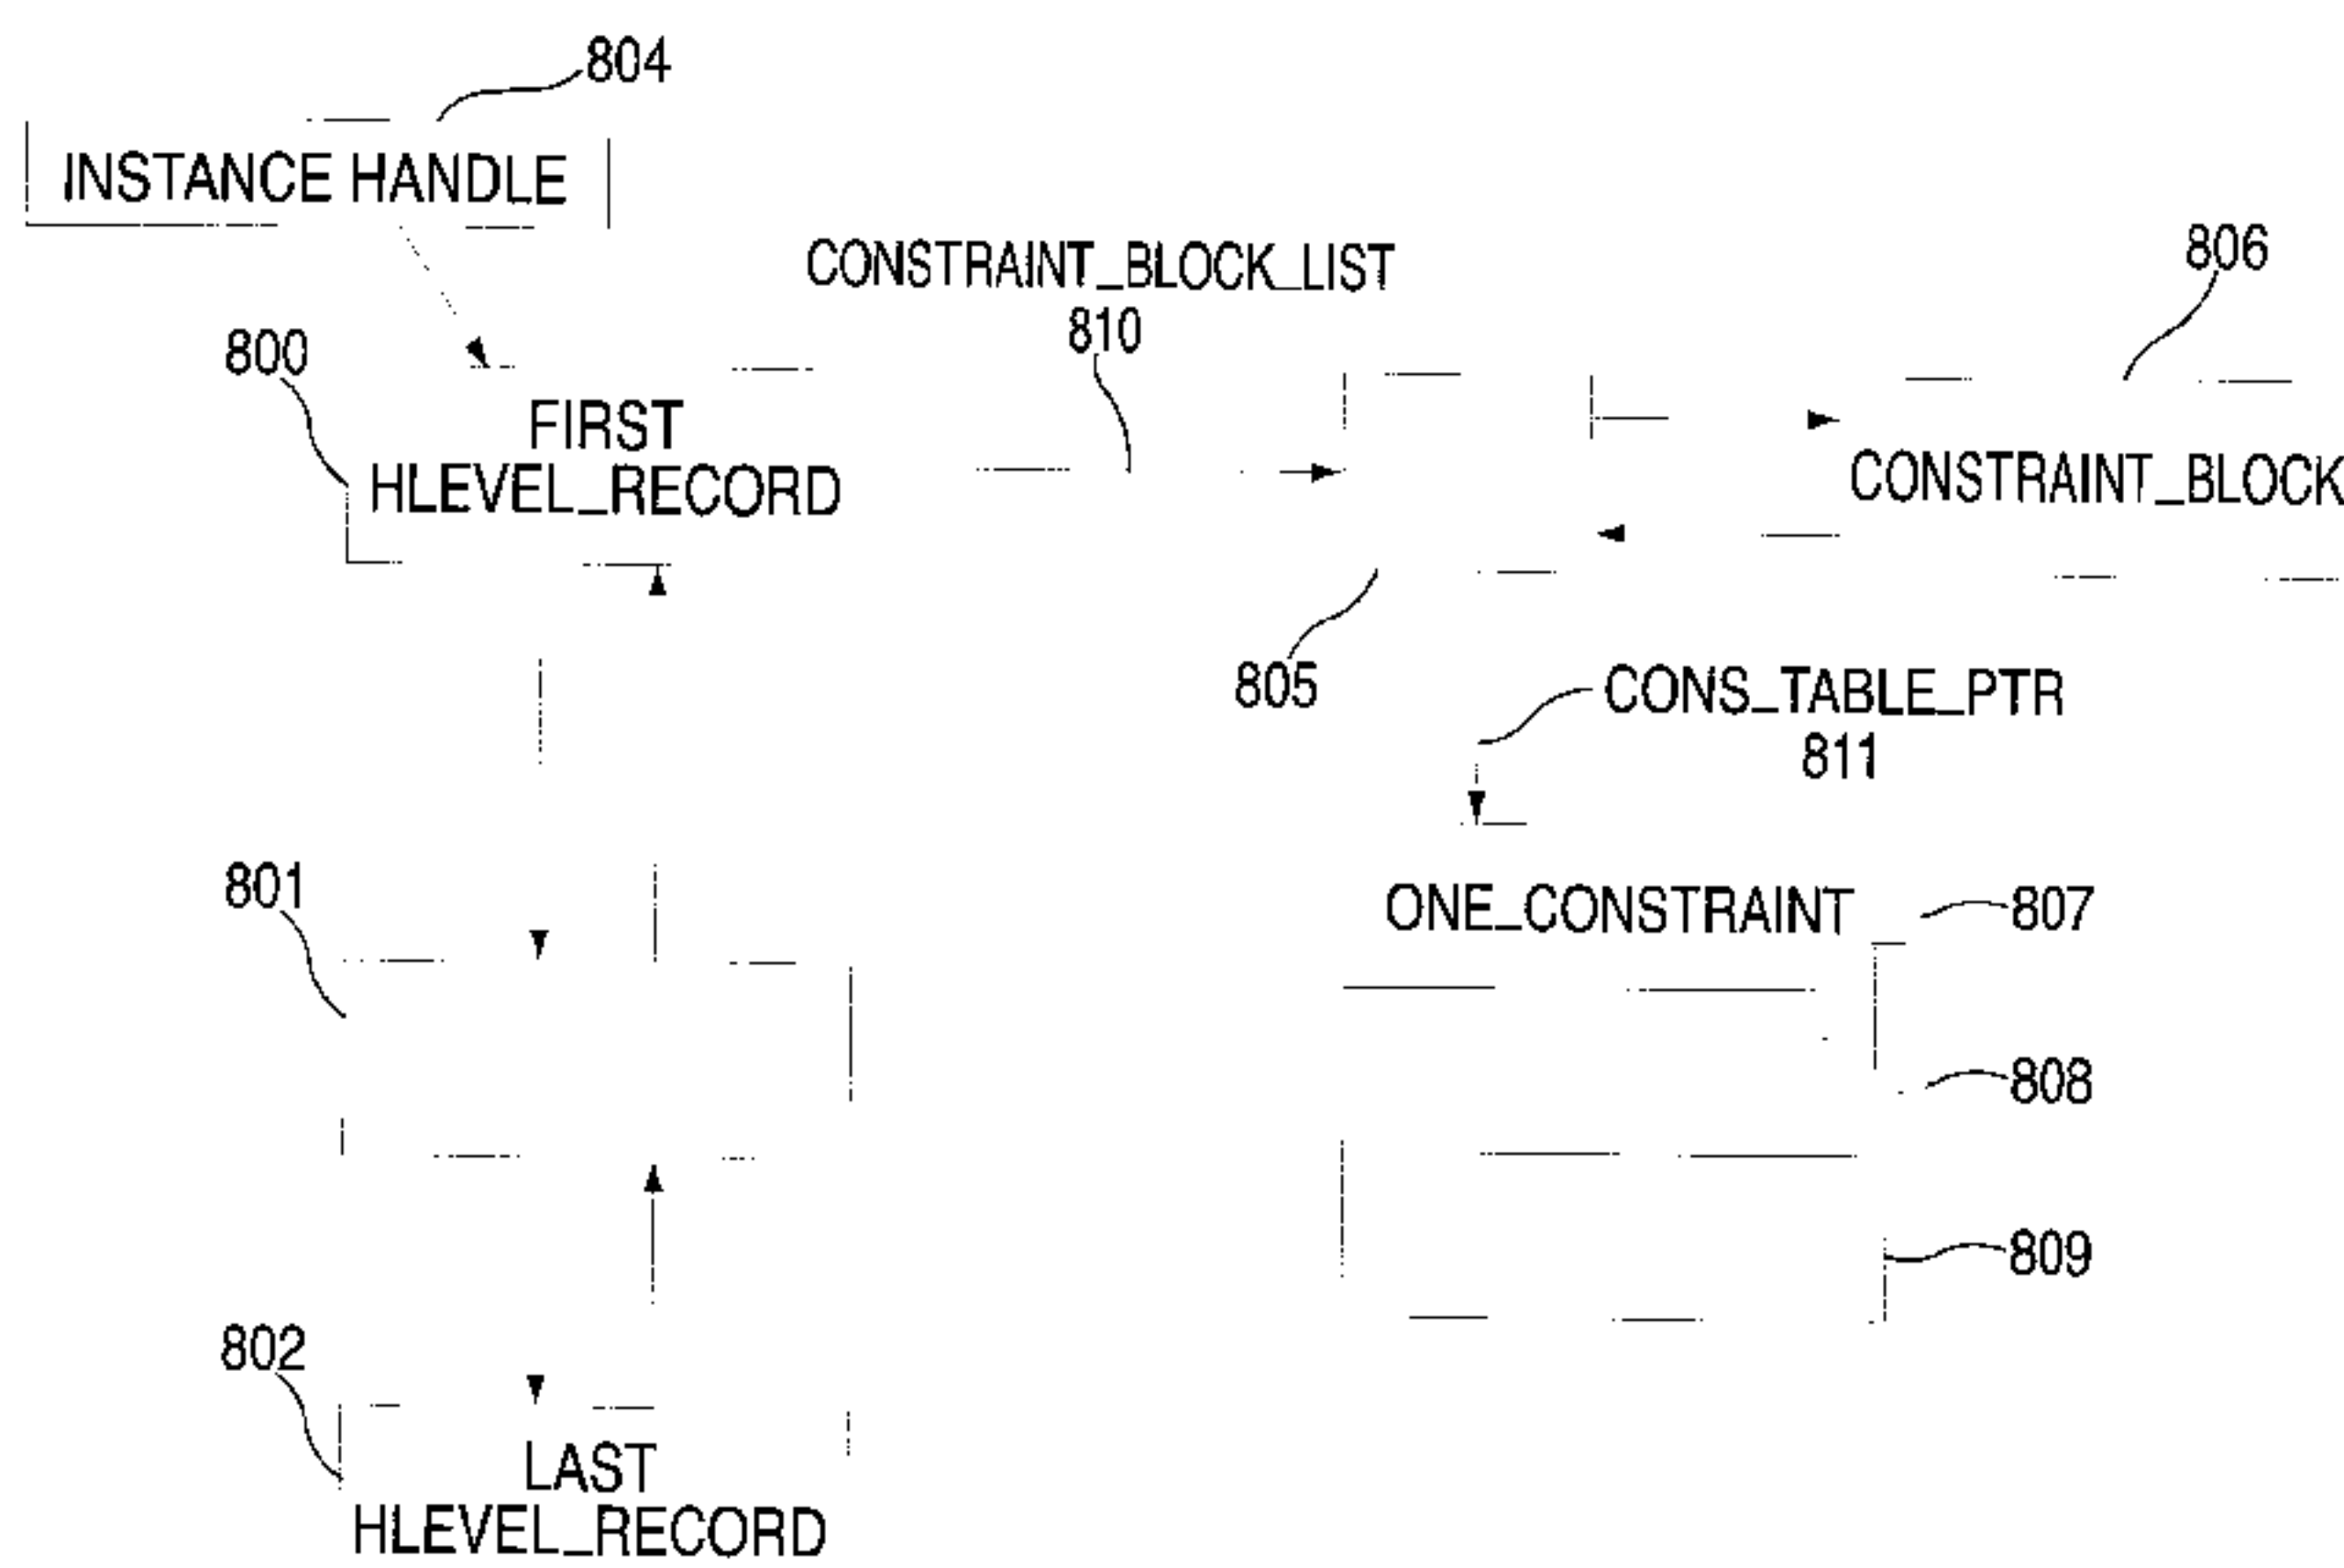 804
INSTANCE HANDLE
CONSTRAINT_BLOCK_LIST
810
806
800
FIRST
HLEVEL_RECORD
CONSTRAINT_BLOCK
805
CONS_TABLE_PTR
811
801
ONE_CONSTRAINT
807
808
809
802
LAST
HLEVEL_RECORD